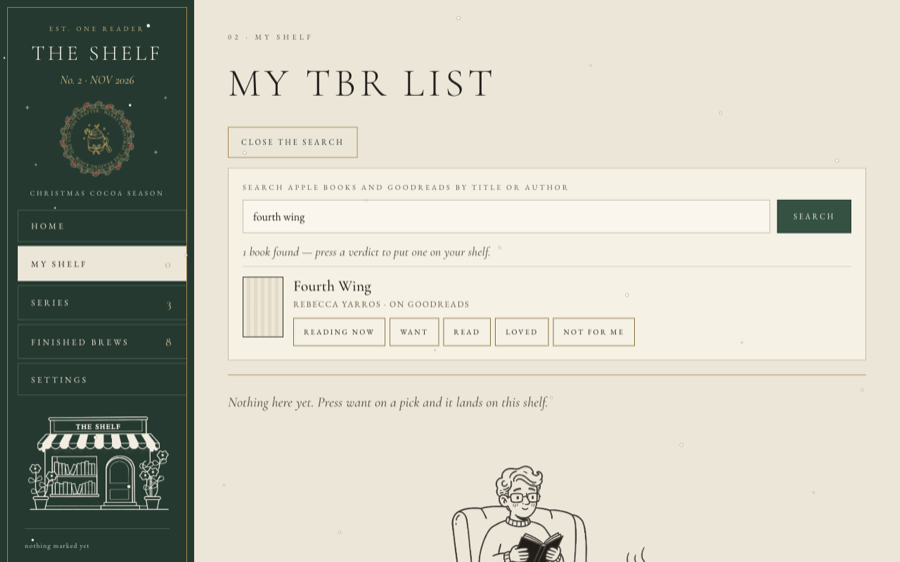 EST. ONE READER
THE SHELF
No. 2 · NOV 2026
CHRISTMAS COCOA SEASON
HOME
MY SHELF 0
SERIES 3
FINISHED BREWS 8
SETTINGS
THE SHELF
nothing marked yet
02 · MY SHELF
MY TBR LIST
CLOSE THE SEARCH
SEARCH APPLE BOOKS AND GOODREADS BY TITLE OR AUTHOR
fourth wing
SEARCH
1 book found — press a verdict to put one on your shelf.
Fourth Wing
REBECCA YARROS · ON GOODREADS
READING NOW WANT READ LOVED NOT FOR ME
Nothing here yet. Press want on a pick and it lands on this shelf.